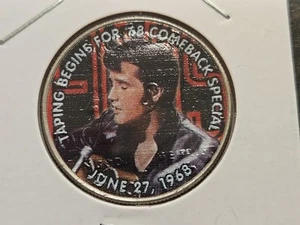 TAPING BEGINS FOR '68 COMEBACK SPECIAL
JUNE 27, 1968